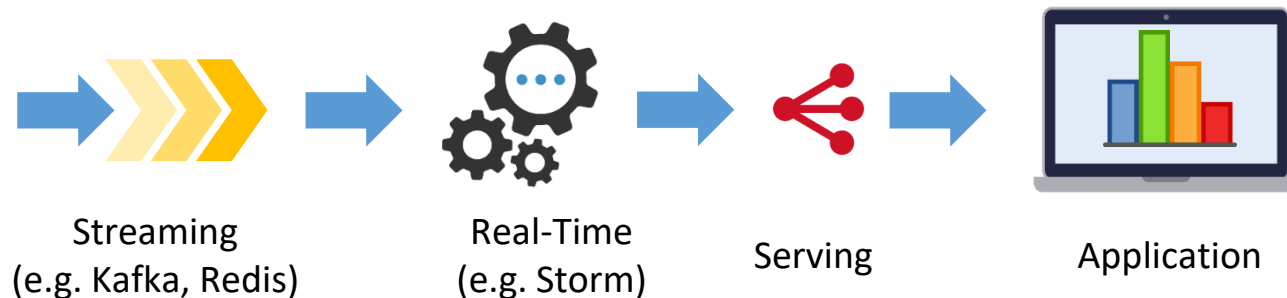 Streaming
(e.g. Kafka, Redis)
Real-Time
(e.g. Storm)
Serving
Application